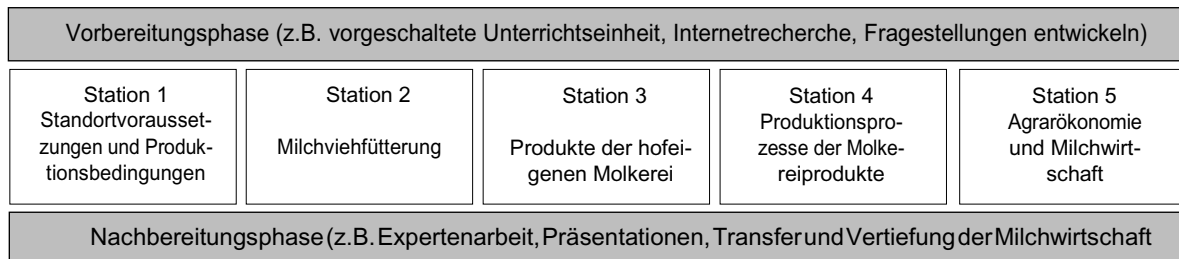 Vorbereitungsphase (z.B. vorgeschaltete Unterrichtseinheit, Internetrecherche, Fragestellungen entwickeln)
Station 1
Standortvorausset-
zungen und Produk-
tionsbedingungen
Station 2
Milchviehfütterung
Station 3
Produkte der hofei-
genen Molkerei
Station 4
Produktionspro-
zesse der Molke-
reiprodukte
Station 5
Agrarökonomie
und Milchwirt-
schaft
Nachbereitungsphase (z.B. Expertenarbeit, Präsentationen, Transfer und Vertiefung der Milchwirtschaft